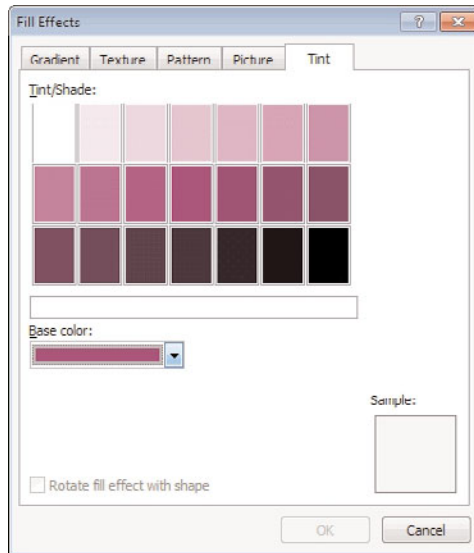 Fill Effects
Gradient Texture Pattern Picture Tint
Tint/Shade:
Base color:
Sample:
Rotate fill effect with shape
OK Cancel